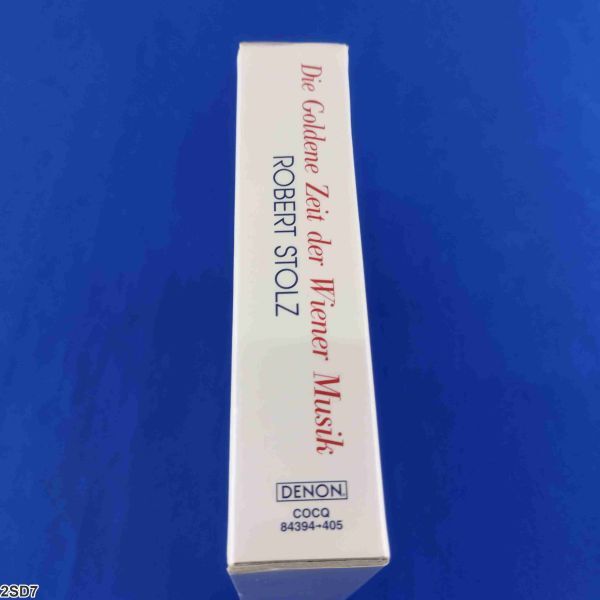 Die Goldene Zeit der Wiener Musik
ROBERT STOLZ
DENON
COCQ
84394→405
2SD7